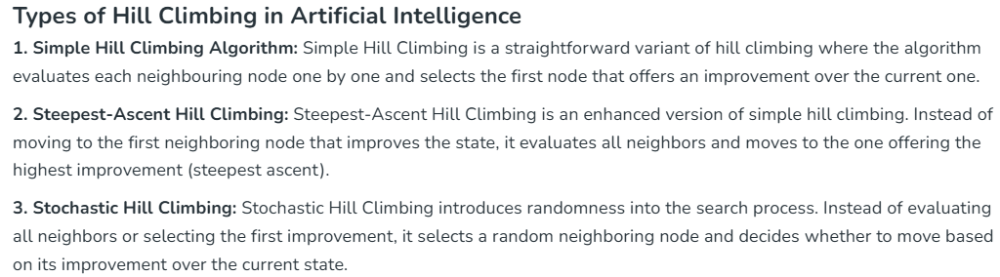 Types of Hill Climbing in Artificial Intelligence
1. Simple Hill Climbing Algorithm: Simple Hill Climbing is a straightforward variant of hill climbing where the algorithm
evaluates each neighbouring node one by one and selects the first node that offers an improvement over the current one.
2. Steepest-Ascent Hill Climbing: Steepest-Ascent Hill Climbing is an enhanced version of simple hill climbing. Instead of
moving to the first neighboring node that improves the state, it evaluates all neighbors and moves to the one offering the
highest improvement (steepest ascent).
3. Stochastic Hill Climbing: Stochastic Hill Climbing introduces randomness into the search process. Instead of evaluating
all neighbors or selecting the first improvement, it selects a random neighboring node and decides whether to move based
on its improvement over the current state.